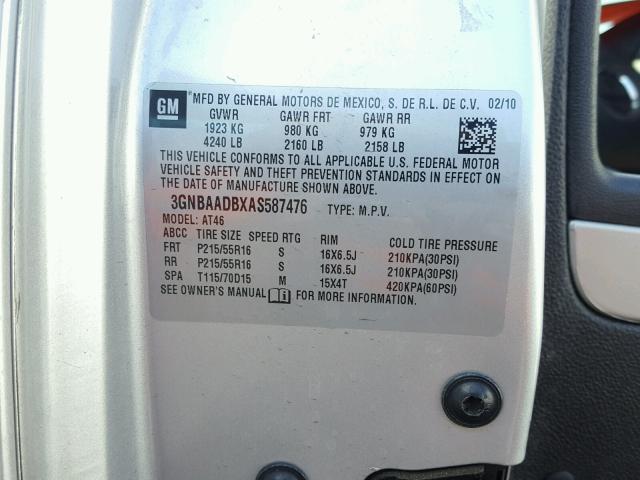 GM
MFD BY GENERAL MOTORS DE MEXICO, S. DE R.L. DE C.V. 02/10
GVWR GAWR FRT GAWR RR
1923 KG 980 KG 979 KG
4240 LB 2160 LB 2158 LB
THIS VEHICLE CONFORMS TO ALL APPLICABLE U.S. FEDERAL MOTOR
VEHICLE SAFETY AND THEFT PREVENTION STANDARDS IN EFFECT ON
THE DATE OF MANUFACTURE SHOWN ABOVE.
3GNBAADBXAS587476 TYPE: M.P.V.
MODEL: AT46
ABCC TIRE SIZE SPEED RTG RIM COLD TIRE PRESSURE
FRT P215/55R16 S 16X6.5J 210KPA(30PSI)
RR P215/55R16 S 16X6.5J 210KPA(30PSI)
SPA T115/70D15 M 15X4T 420KPA(60PSI)
SEE OWNER'S MANUAL FOR MORE INFORMATION.